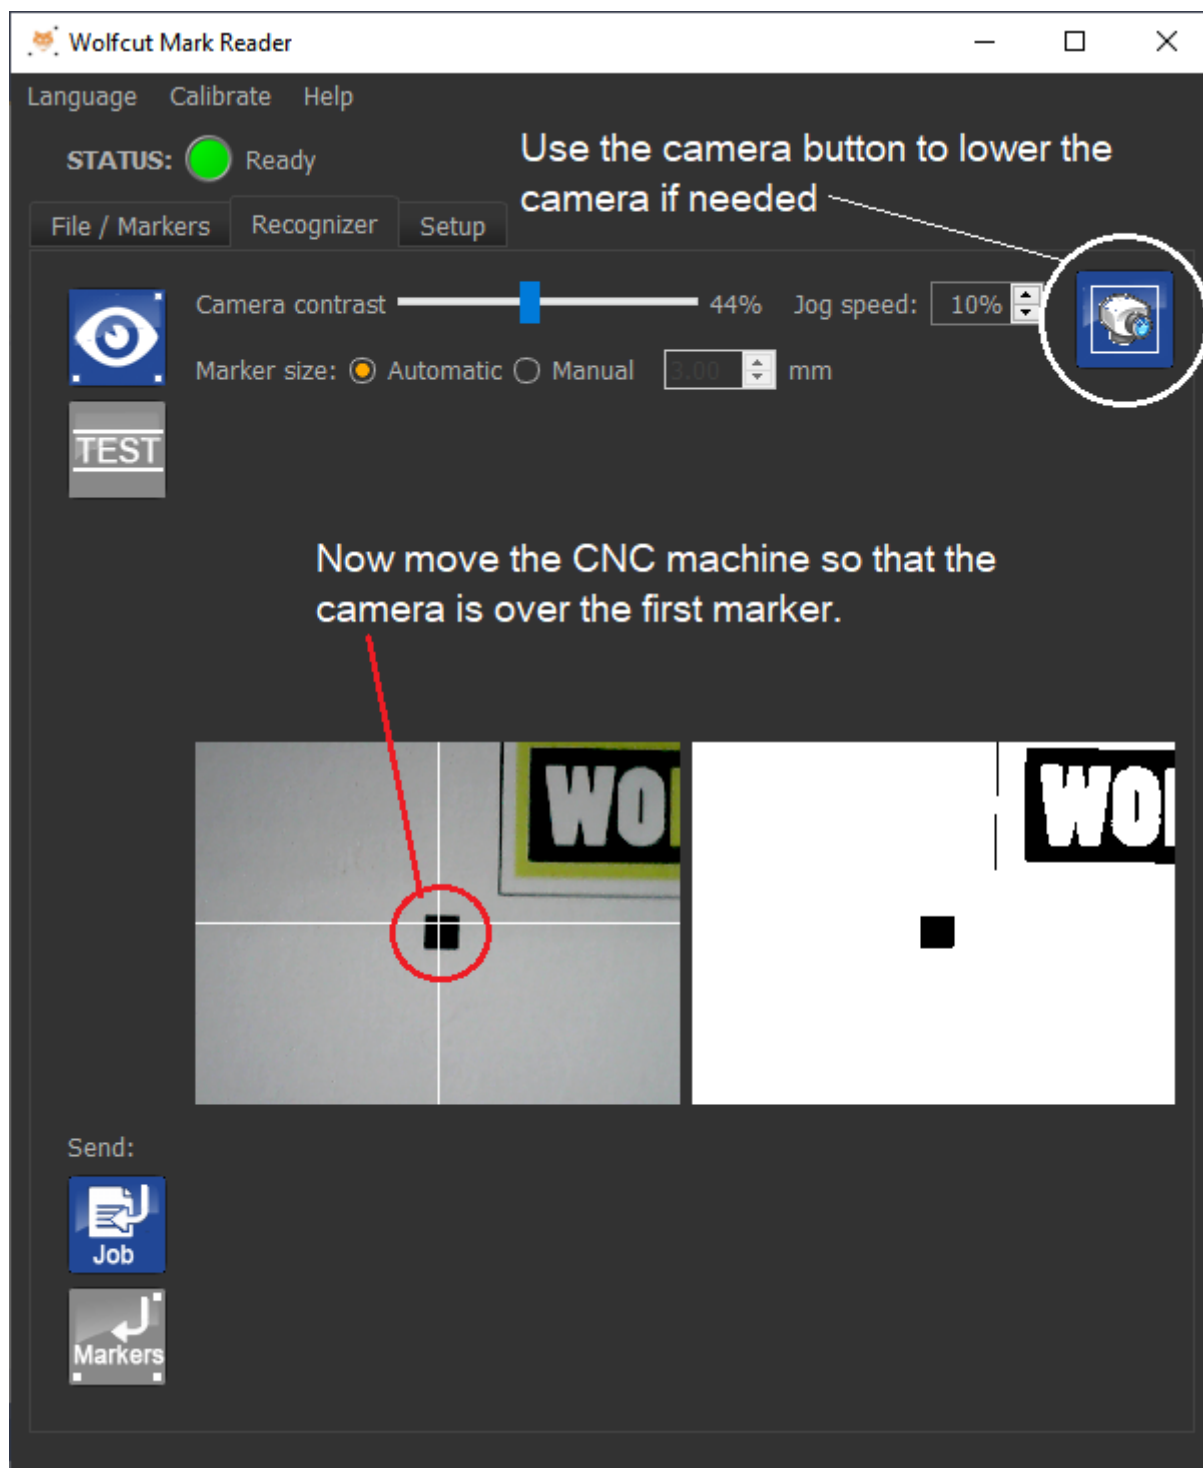 Wolfcut Mark Reader
Language Calibrate Help
STATUS: Ready
Use the camera button to lower the
camera if needed
File / Markers Recognizer Setup
Camera contrast 44% Jog speed: 10%
Marker size: Automatic Manual 3.00 mm
TEST
Now move the CNC machine so that the
camera is over the first marker.
WO WO
Send:
Job
Markers